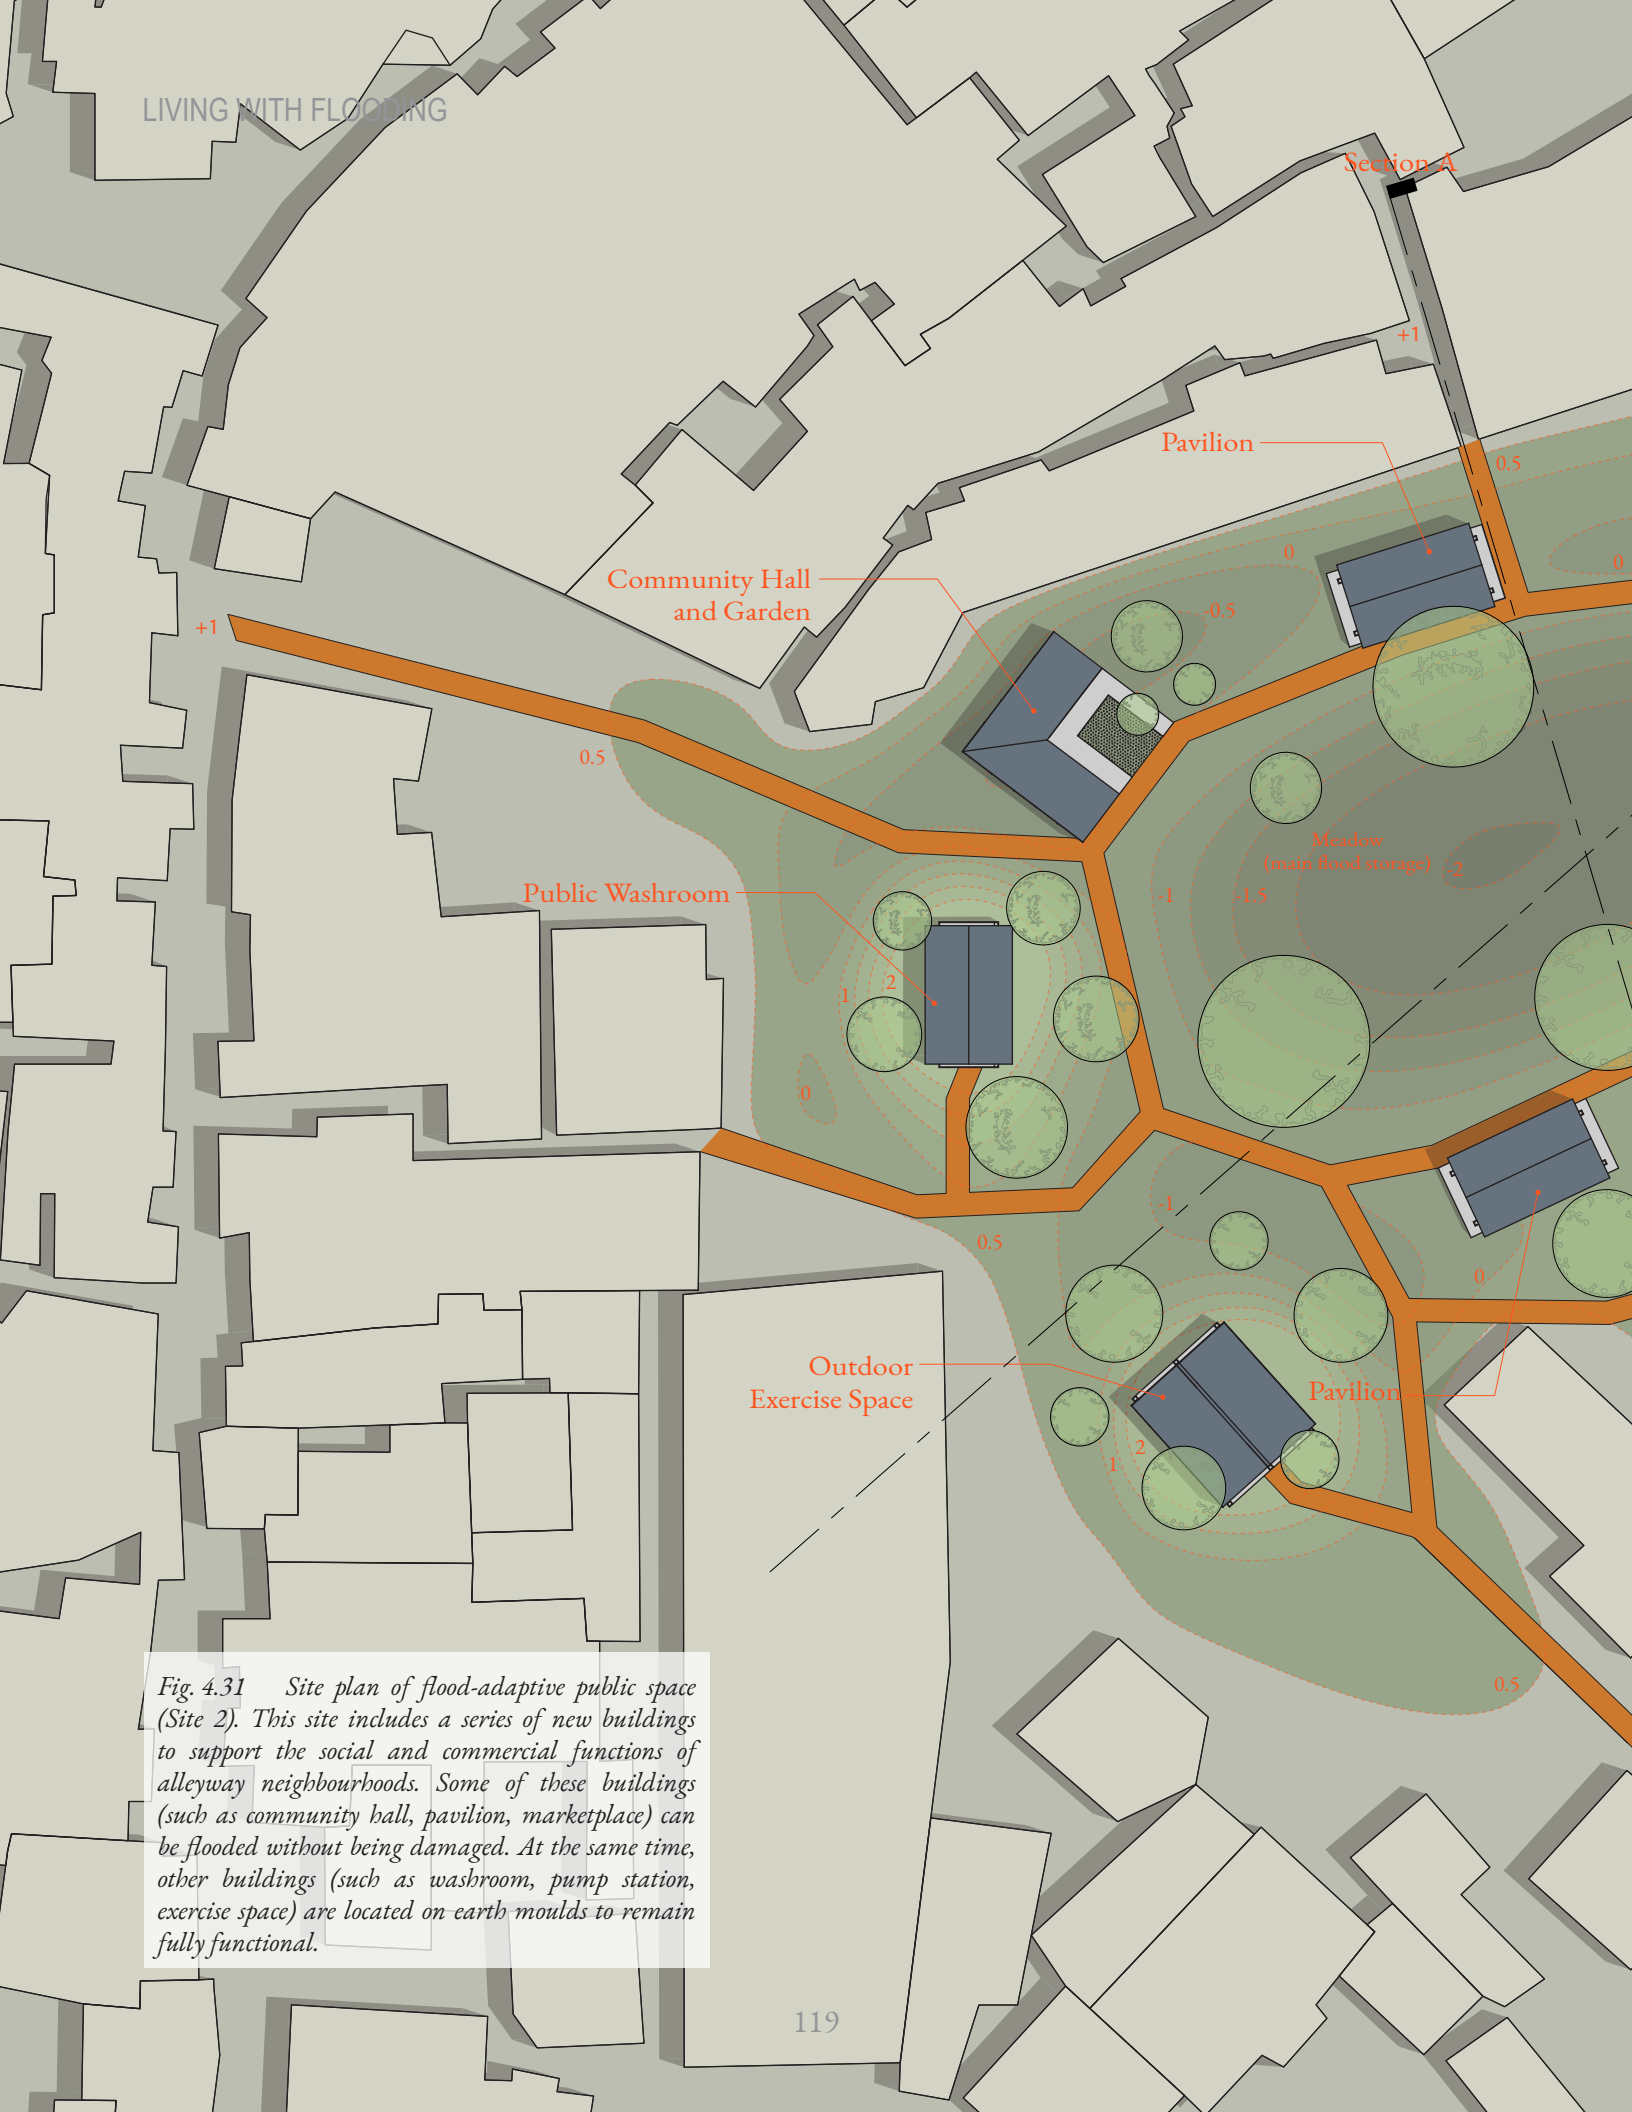 LIVING WITH FLOODING
Section A
+1
Pavilion
0.5
0
0
Community Hall
and Garden
-0.5
+1
0.5
Meadow
(main flood storage)
-2
-1
-1.5
Public Washroom
1
2
0
-1
0.5
0
Outdoor
Exercise Space
Pavilion
2
1
0.5
Fig. 4.31 Site plan of flood-adaptive public space
(Site 2). This site includes a series of new buildings
to support the social and commercial functions of
alleyway neighbourhoods. Some of these buildings
(such as community hall, pavilion, marketplace) can
be flooded without being damaged. At the same time,
other buildings (such as washroom, pump station,
exercise space) are located on earth moulds to remain
fully functional.
119